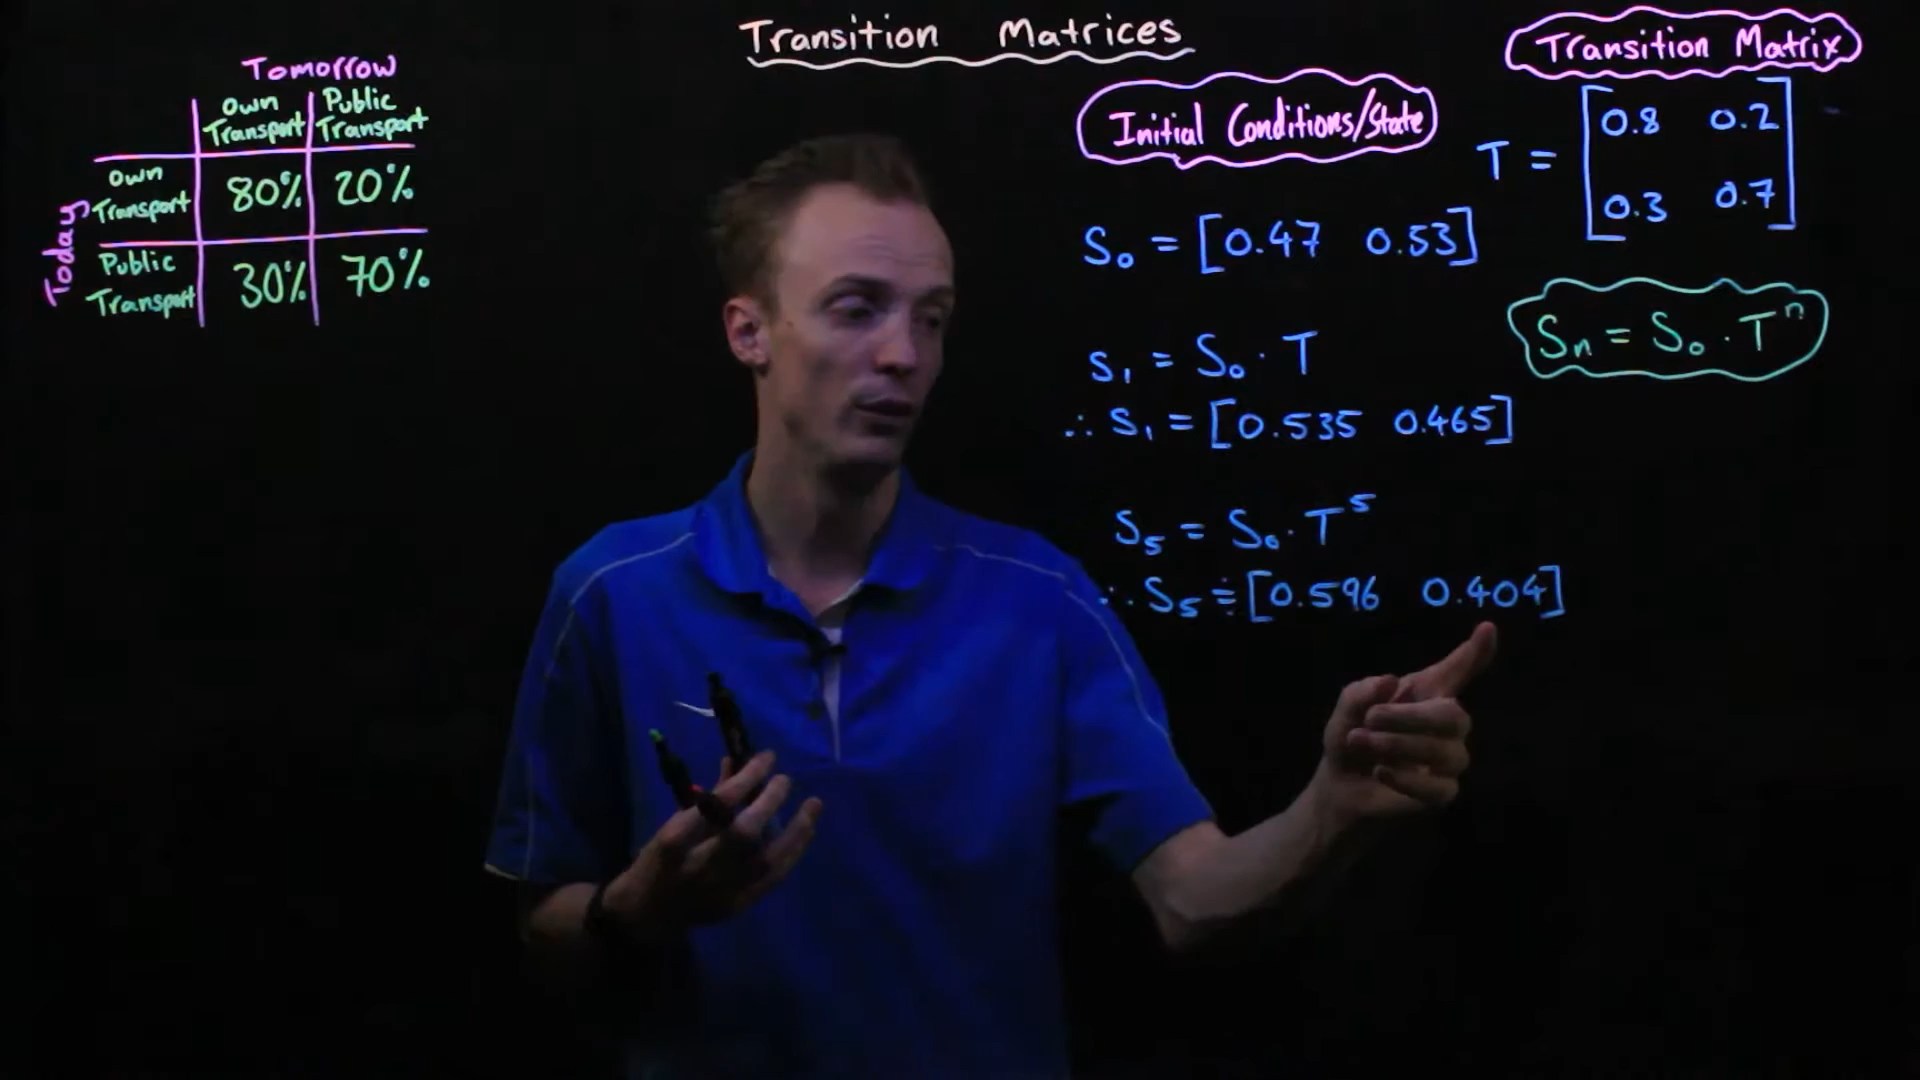 Transition Matrices
Tomorrow
Own Transport
Public Transport
Today
Own Transport
80%
20%
Public Transport
30%
70%
Initial Conditions/State
S₀ = [0.47 0.53]
S₁ = S₀ · T
∴ S₁ = [0.535 0.465]
S₅ = S₀ · T⁵
∴ S₅ ≑ [0.596 0.404]
Transition Matrix
T = [0.8 0.2
0.3 0.7]
Sₙ = S₀ · Tⁿ